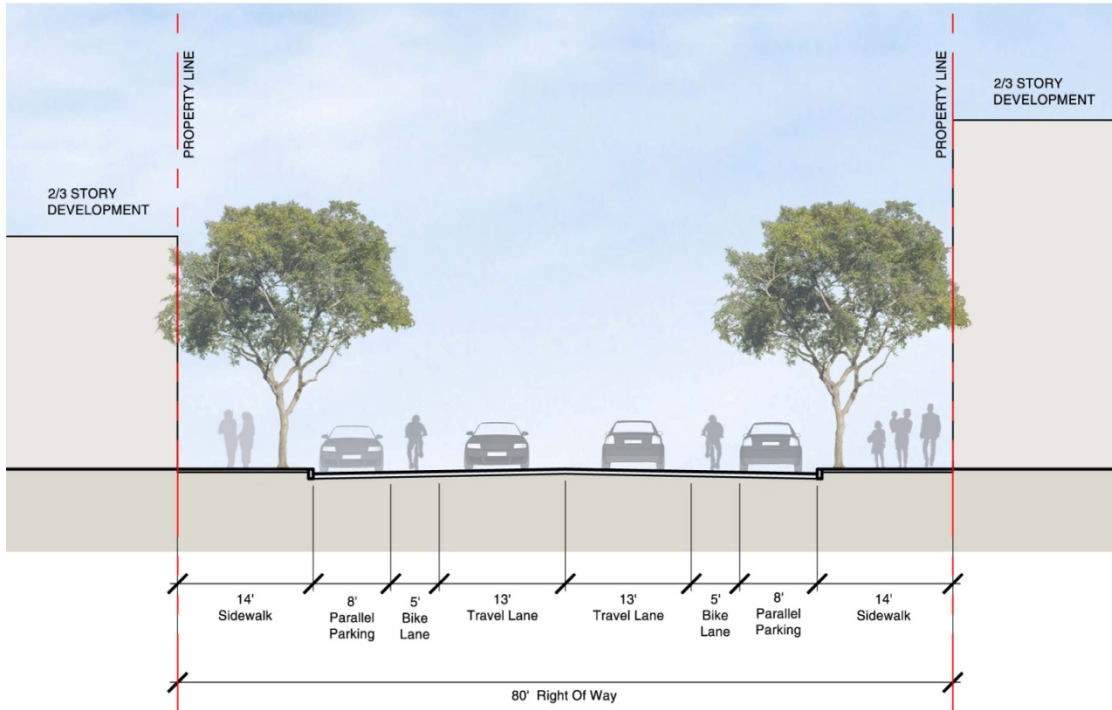 PROPERTY LINE
PROPERTY LINE
2/3 STORY
DEVELOPMENT
2/3 STORY
DEVELOPMENT
14'
Sidewalk
8'
Parallel
Parking
5'
Bike
Lane
13'
Travel Lane
13'
Travel Lane
5'
Bike
Lane
8'
Parallel
Parking
14'
Sidewalk
80' Right Of Way